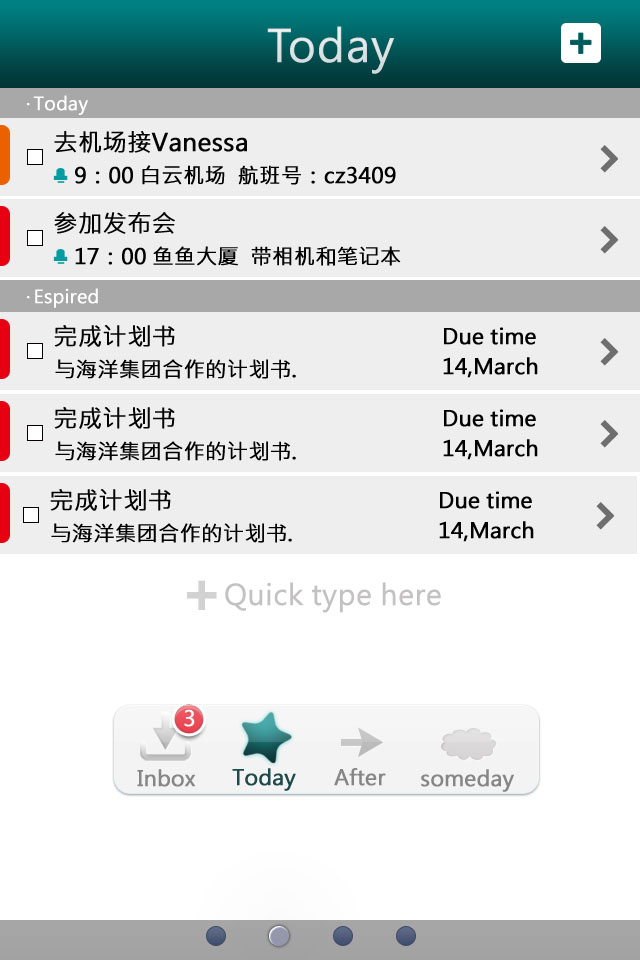 Today
·Today
去机场接Vanessa
9：00 白云机场 航班号：cz3409
参加发布会
17：00 鱼鱼大厦 带相机和笔记本
·Espired
完成计划书
Due time
与海洋集团合作的计划书.
14,March
完成计划书
Due time
与海洋集团合作的计划书.
14,March
完成计划书
Due time
与海洋集团合作的计划书.
14,March
Quick type here
3
Inbox
Today
After
someday